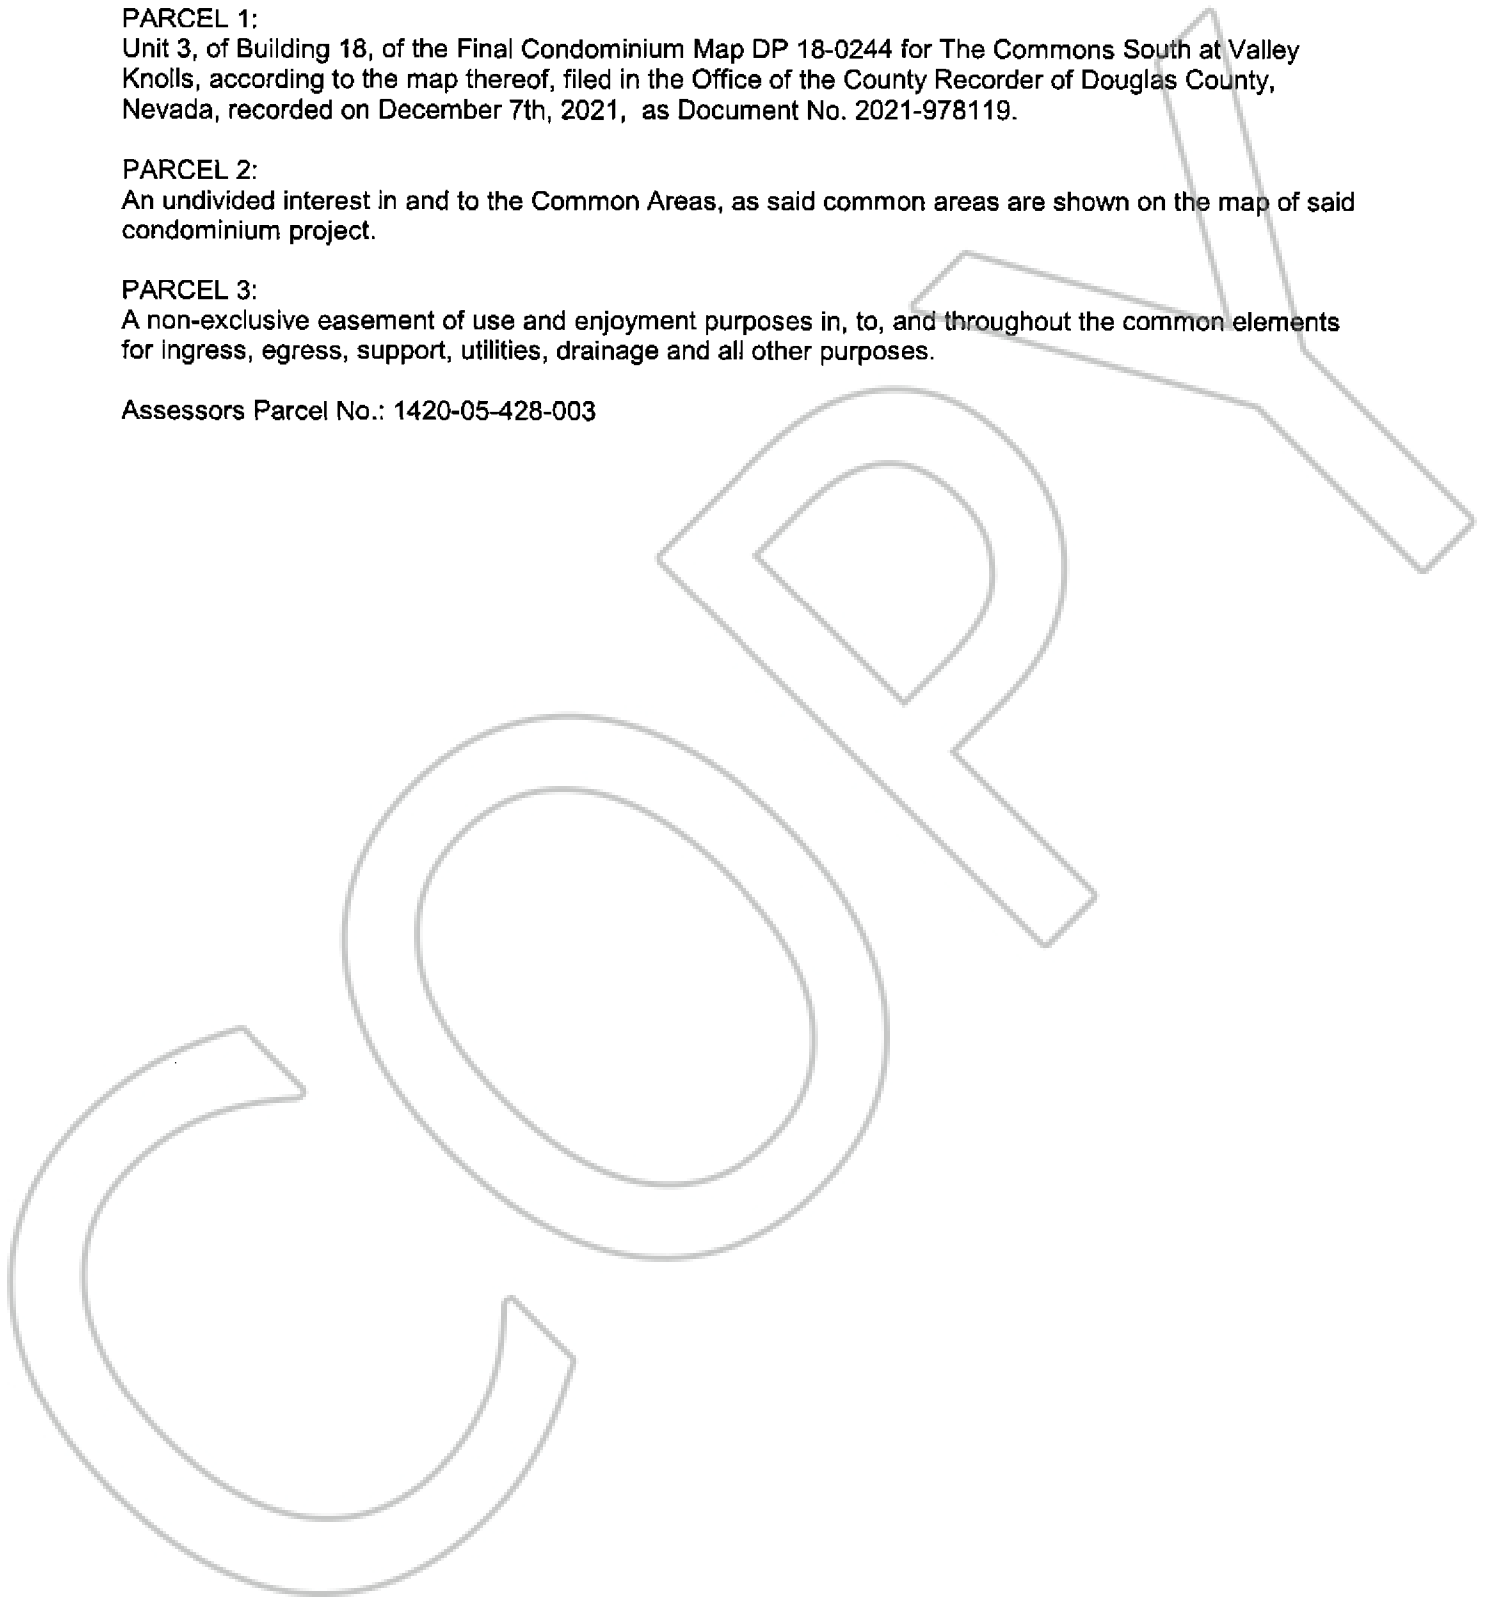 PARCEL 1:
Unit 3, of Building 18, of the Final Condominium Map DP 18-0244 for The Commons South at Valley
Knolls, according to the map thereof, filed in the Office of the County Recorder of Douglas County,
Nevada, recorded on December 7th, 2021,  as Document No. 2021-978119.
PARCEL 2:
An undivided interest in and to the Common Areas, as said common areas are shown on the map of said
condominium project.
PARCEL 3:
A non-exclusive easement of use and enjoyment purposes in, to, and throughout the common elements
for ingress, egress, support, utilities, drainage and all other purposes.
Assessors Parcel No.: 1420-05-428-003
COPY